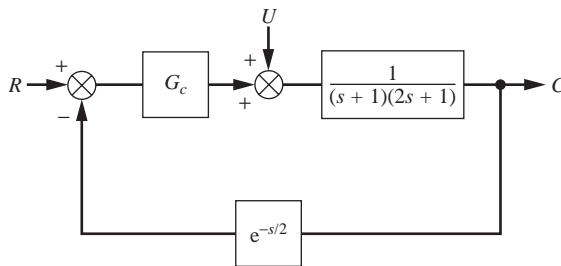 U
R
+
−
G_c
+
+
1
(s + 1)(2s + 1)
C
e^{−s/2}